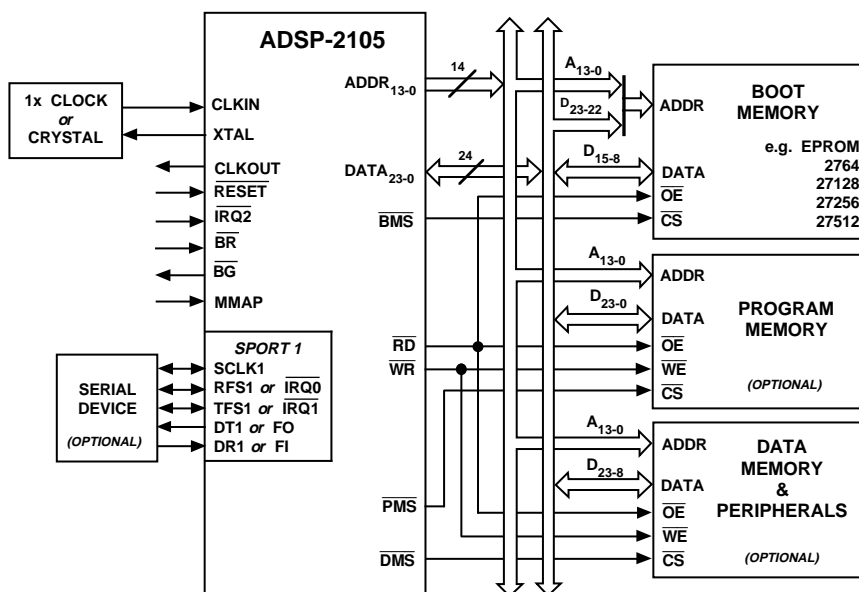 ADSP-2105
1x CLOCK
or
CRYSTAL
CLKIN
XTAL
CLKOUT
RESET
IRQ2
BR
BG
MMAP
SERIAL
DEVICE
(OPTIONAL)
SPORT 1
SCLK1
RFS1 or IRQ0
TFS1 or IRQ1
DT1 or FO
DR1 or FI
ADDR13-0
14
DATA23-0
24
BMS
RD
WR
PMS
DMS
A13-0
D23-22
D15-8
ADDR
DATA
OE
CS
BOOT
MEMORY
e.g. EPROM
2764
27128
27256
27512
A13-0
D23-0
ADDR
DATA
OE
WE
CS
PROGRAM
MEMORY
(OPTIONAL)
A13-0
D23-8
ADDR
DATA
OE
WE
CS
DATA
MEMORY
&
PERIPHERALS
(OPTIONAL)